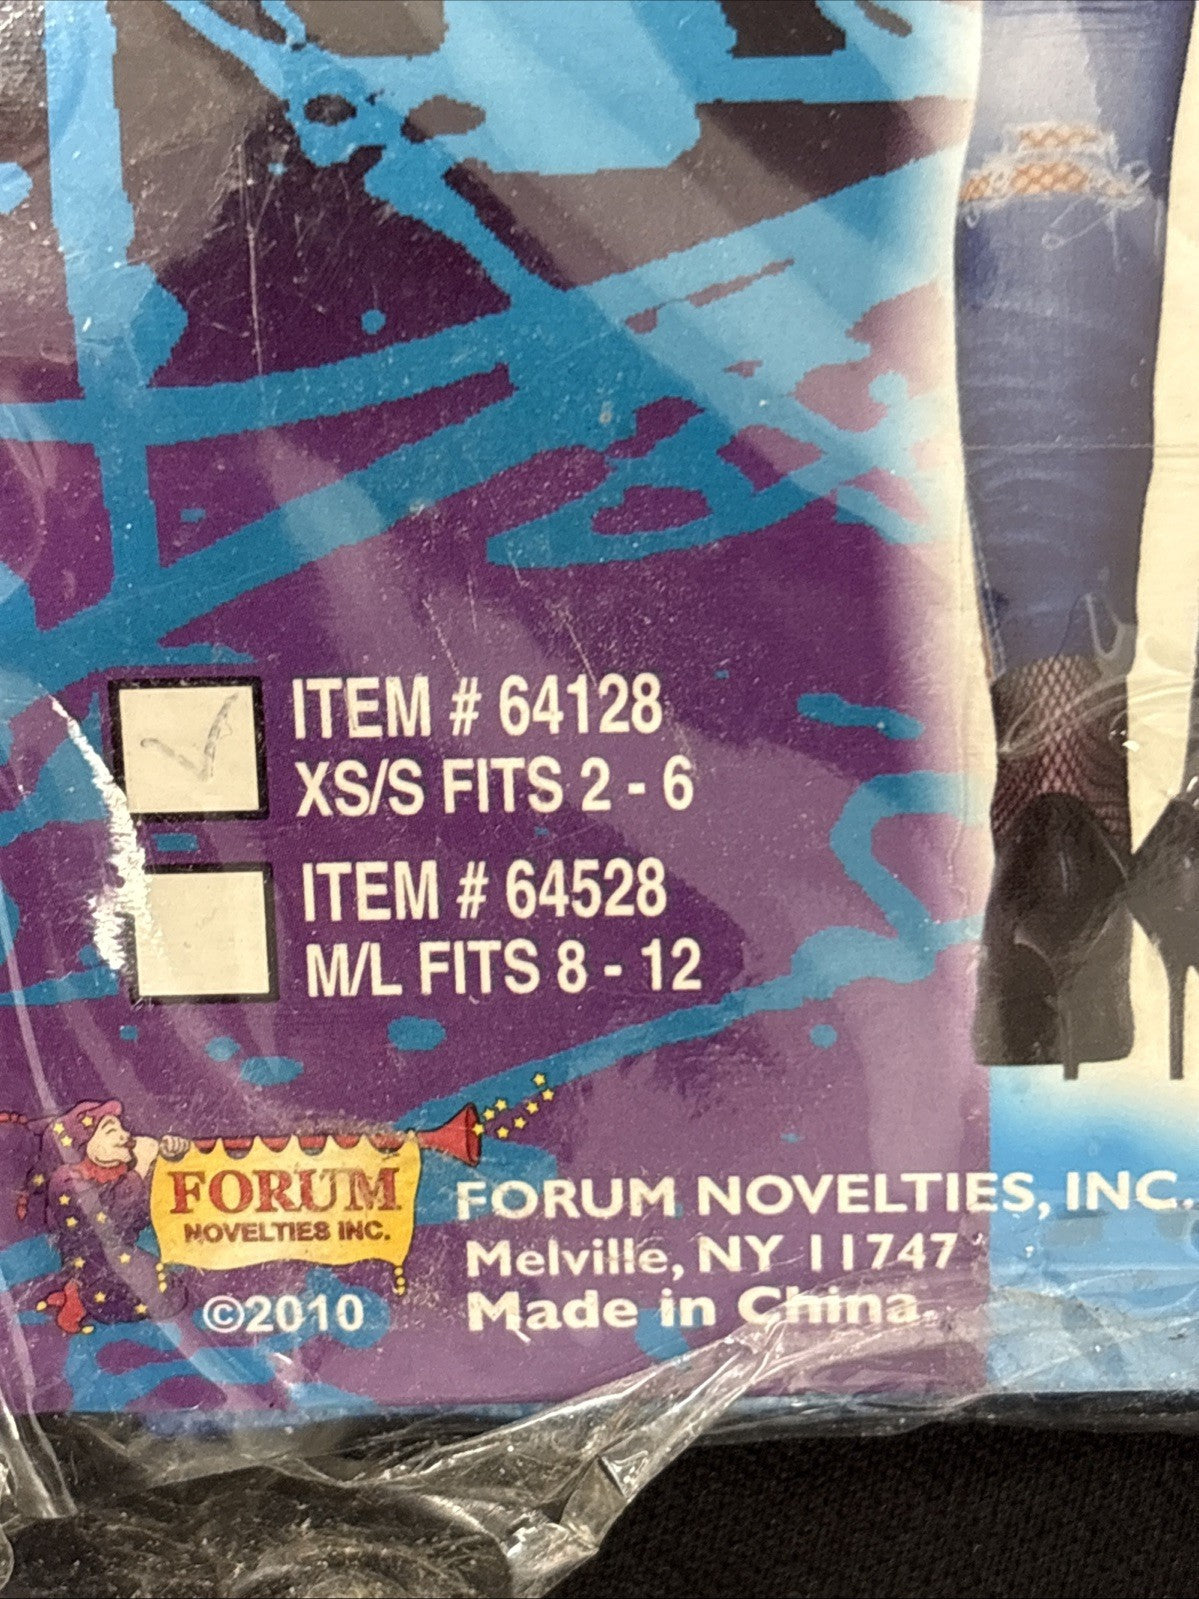 ITEM # 64128
XS/S FITS 2 - 6
ITEM # 64528
M/L FITS 8 - 12
FORUM
NOVELTIES INC.
©2010
FORUM NOVELTIES, INC.
Melville, NY 11747
Made in China